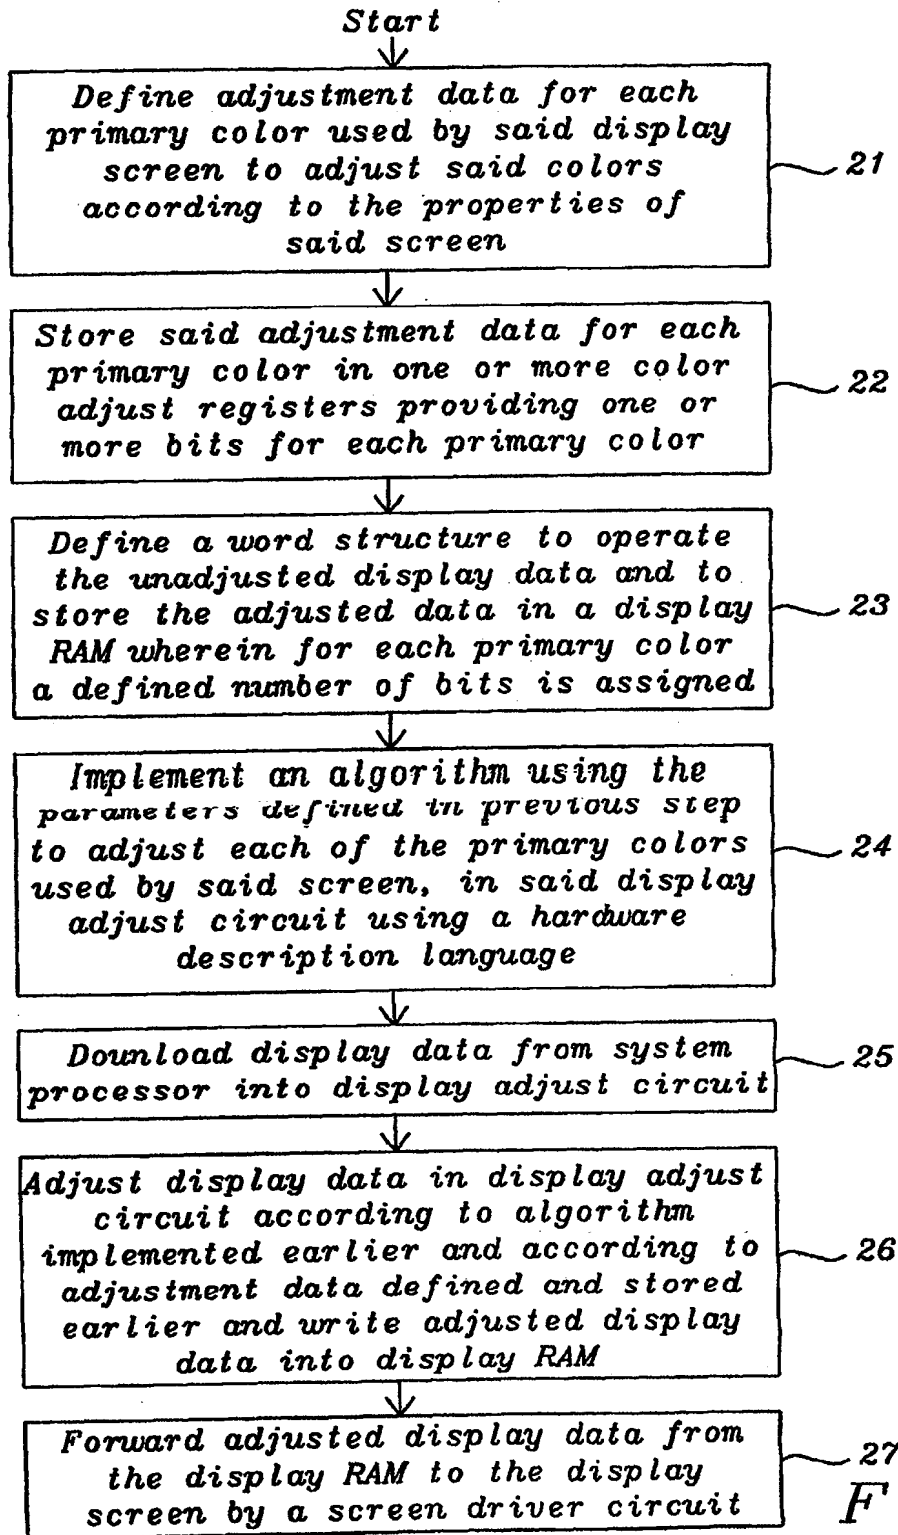 Start
Define adjustment data for each
primary color used by said display
screen to adjust said colors
according to the properties of
said screen
21
Store said adjustment data for each
primary color in one or more color
adjust registers providing one or
more bits for each primary color
22
Define a word structure to operate
the unadjusted display data and to
store the adjusted data in a display
RAM wherein for each primary color
a defined number of bits is assigned
23
Implement an algorithm using the
parameters defined in previous step
to adjust each of the primary colors
used by said screen, in said display
adjust circuit using a hardware
description language
24
Download display data from system
processor into display adjust circuit
25
Adjust display data in display adjust
circuit according to algorithm
implemented earlier and according to
adjustment data defined and stored
earlier and write adjusted display
data into display RAM
26
Forward adjusted display data from
the display RAM to the display
screen by a screen driver circuit
27
F